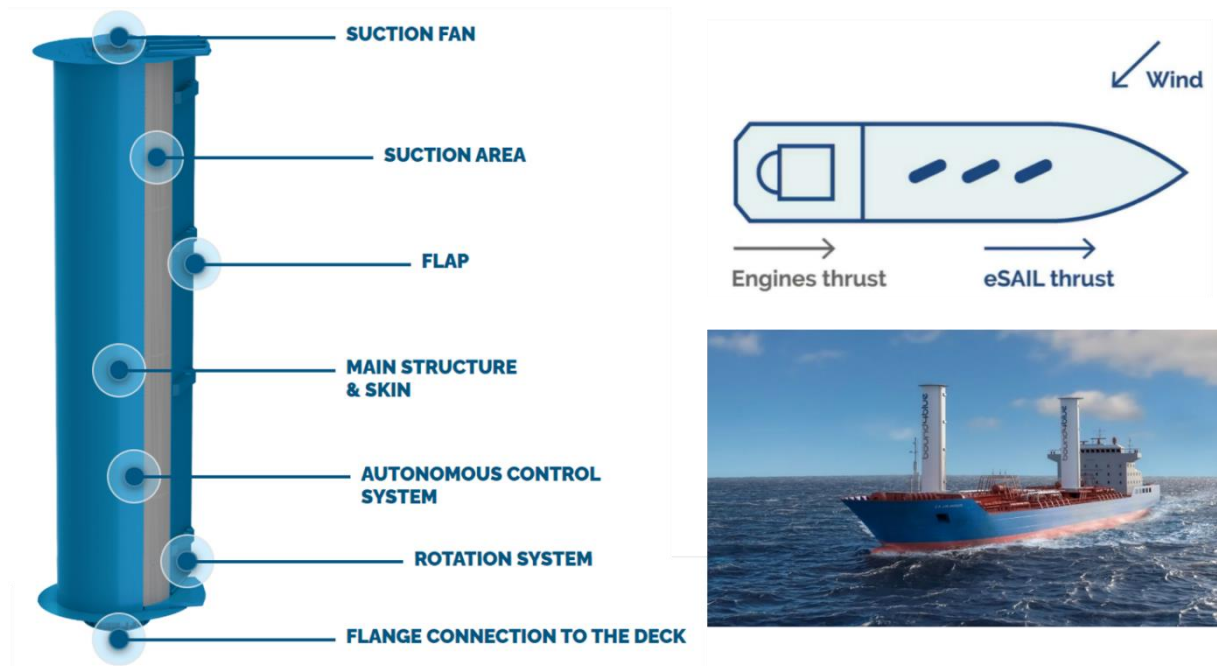 SUCTION FAN
SUCTION AREA
FLAP
MAIN STRUCTURE
& SKIN
AUTONOMOUS CONTROL
SYSTEM
ROTATION SYSTEM
FLANGE CONNECTION TO THE DECK
Wind
Engines thrust
eSAIL thrust
bound4blue
bound4blue